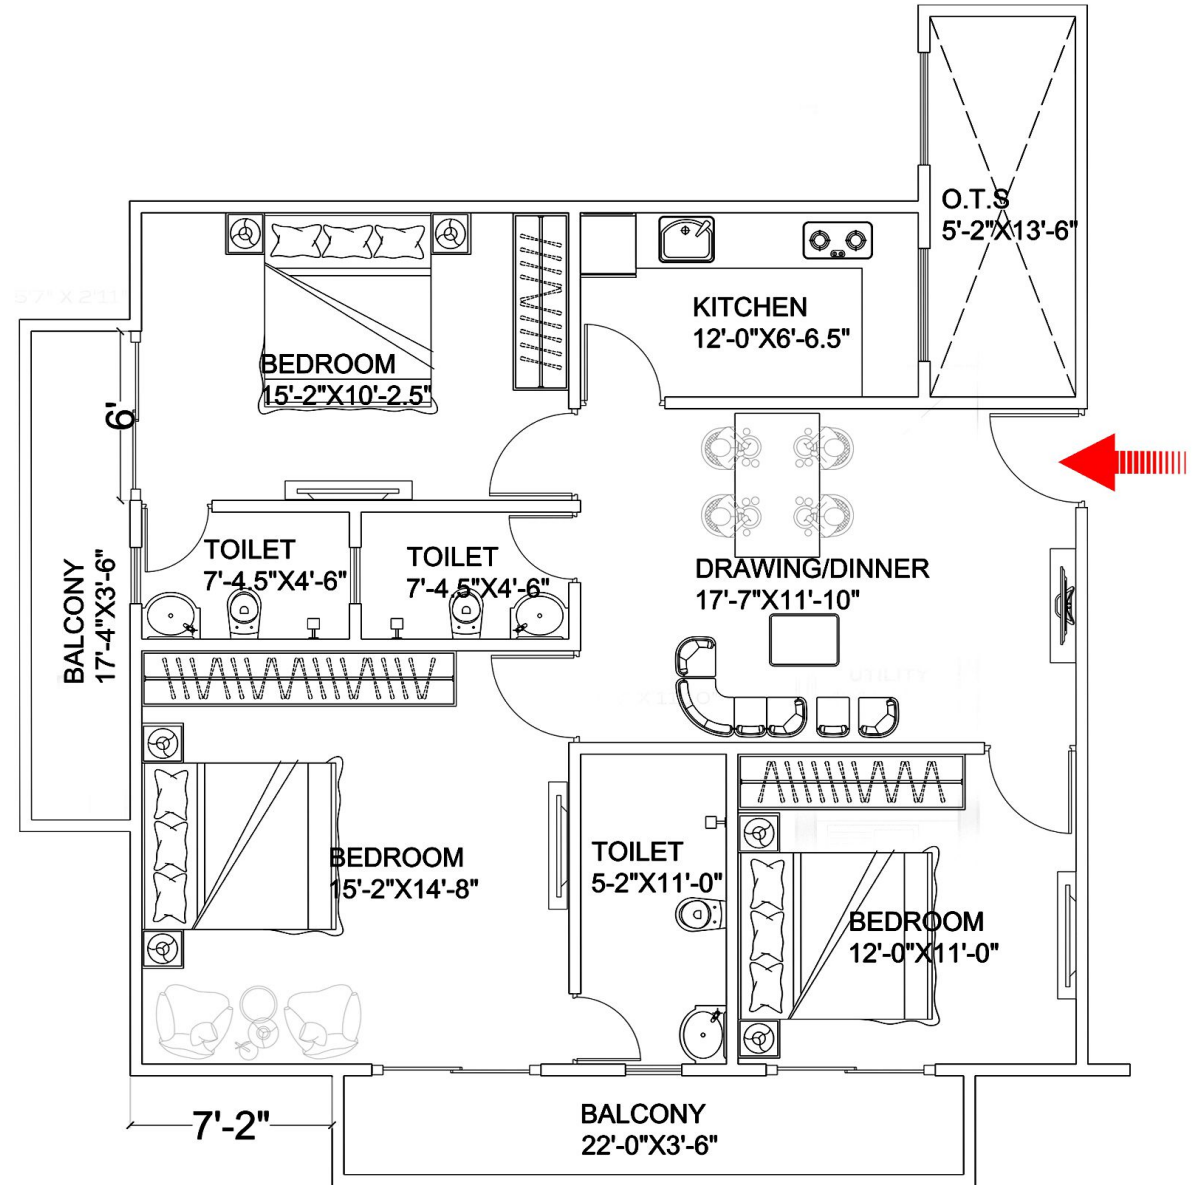 O.T.S
5'-2"X13'-6"
KITCHEN
12'-0"X6'-6.5"
BEDROOM
15'-2"X10'-2.5"
6'
TOILET
7'-4.5"X4'-6"
TOILET
7'-4.5"X4'-6"
DRAWING/DINNER
17'-7"X11'-10"
BALCONY
17'-4"X3'-6"
UTILITY
BEDROOM
15'-2"X14'-8"
TOILET
5-2"X11'-0"
BEDROOM
12'-0"X11'-0"
7'-2"
BALCONY
22'-0"X3'-6"